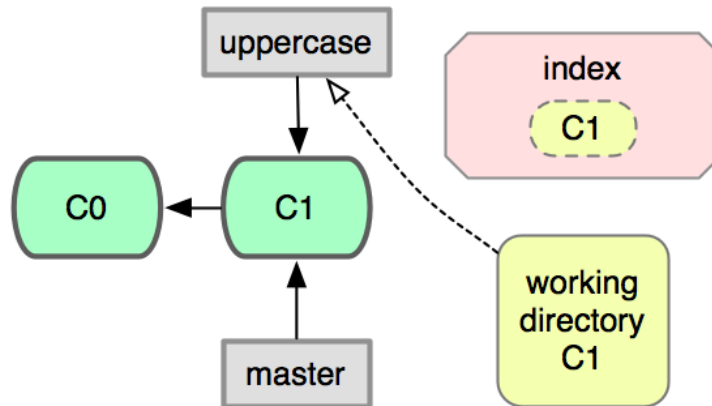 uppercase
index
C1
C0
C1
working
directory
C1
master